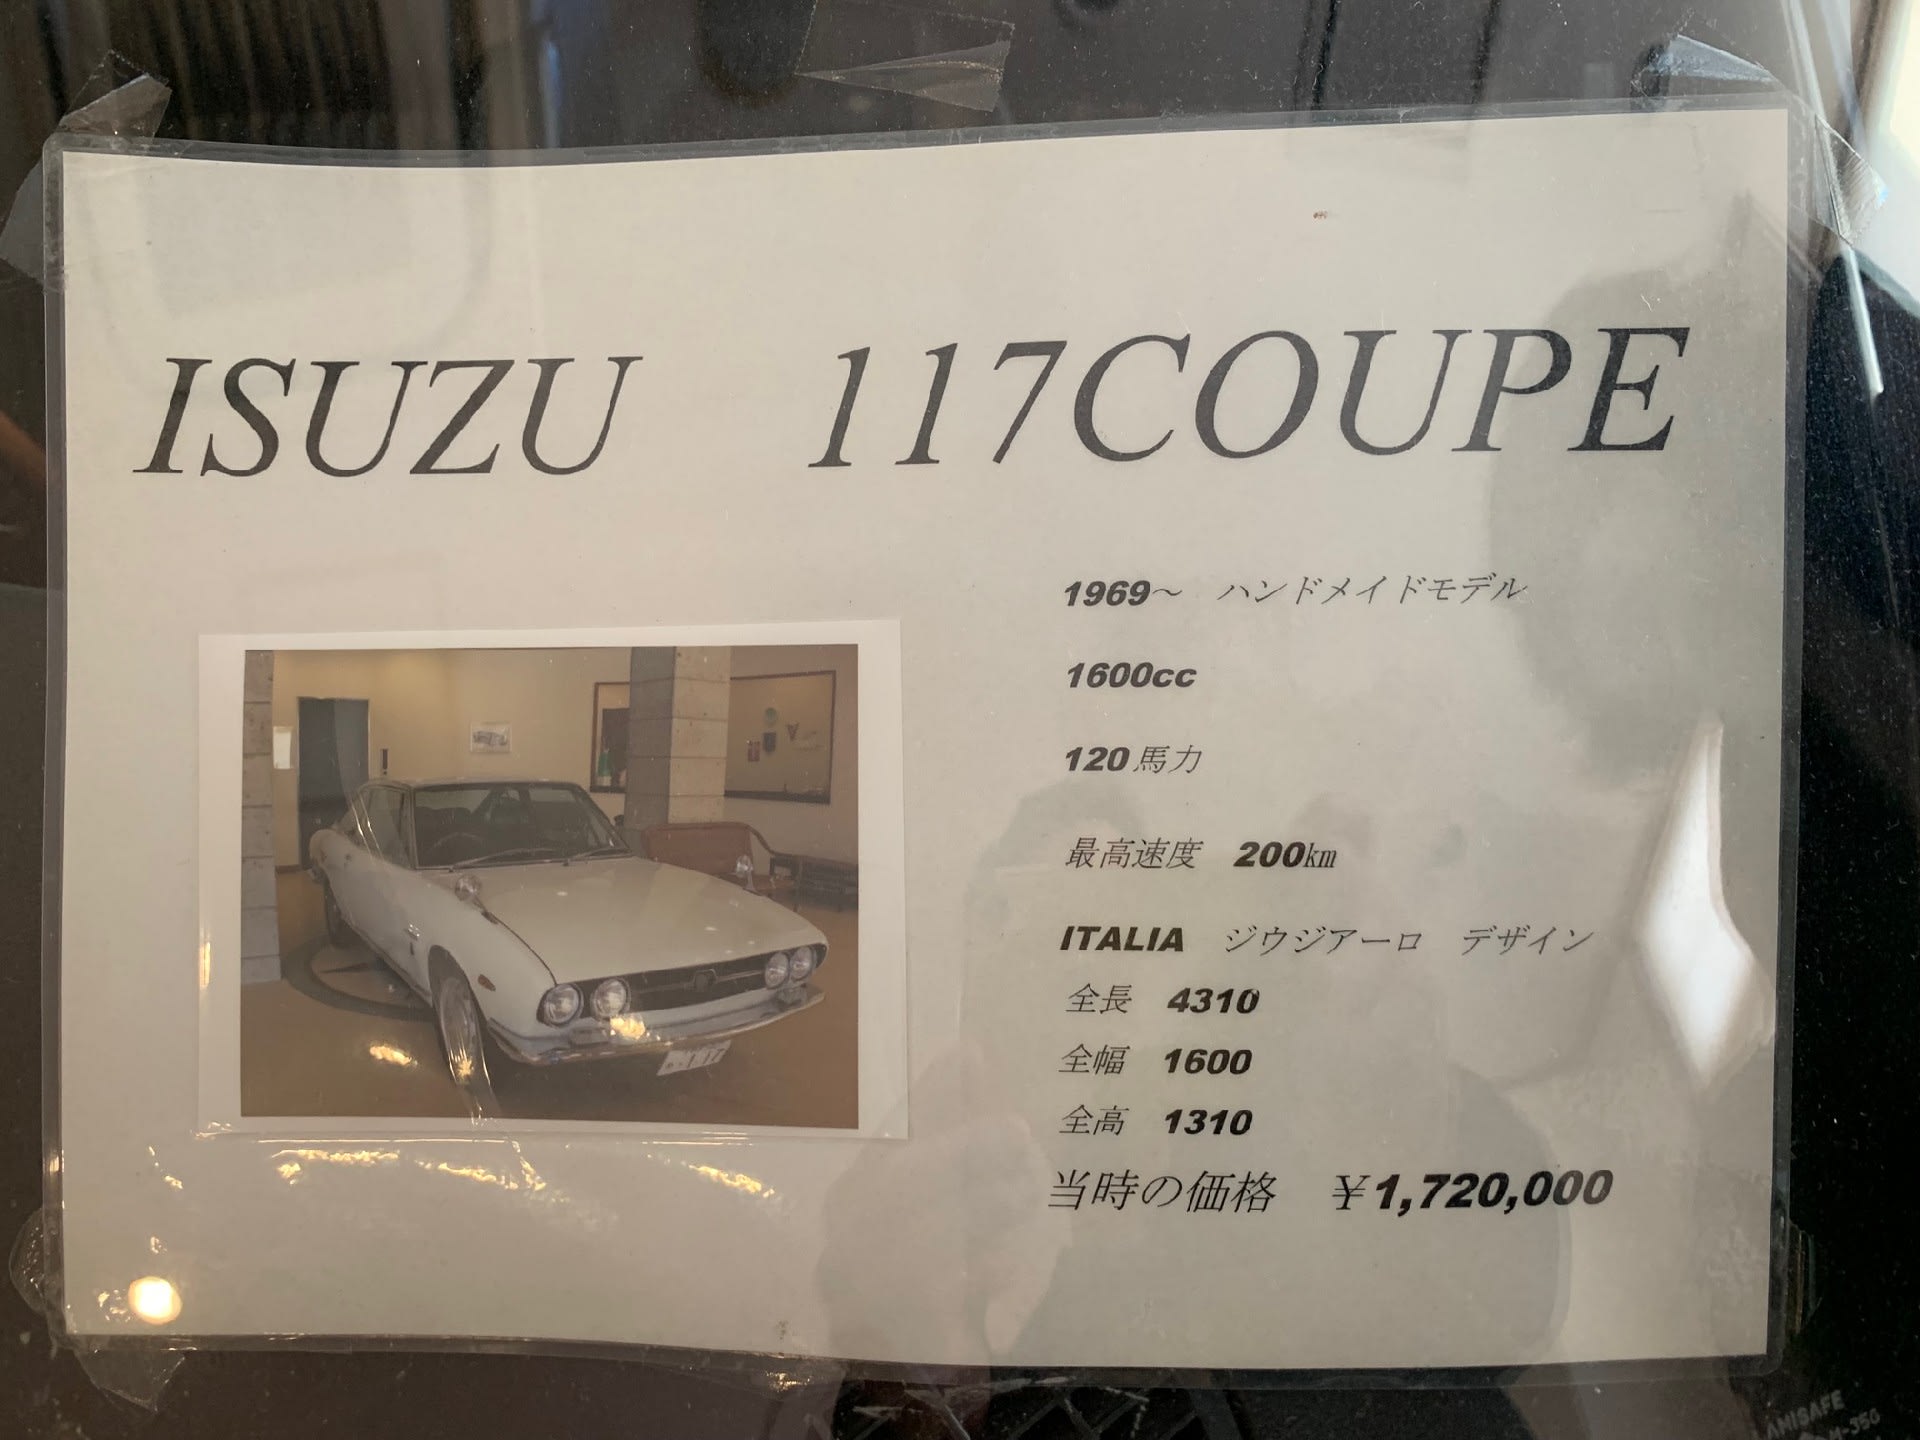 ISUZU 117COUPE
1969～ ハンドメイドモデル
1600cc
120馬力
最高速度 200㎞
ITALIA ジウジアーロ デザイン
全長 4310
全幅 1600
全高 1310
当時の価格 ￥1,720,000
AMISAFE
M-35G